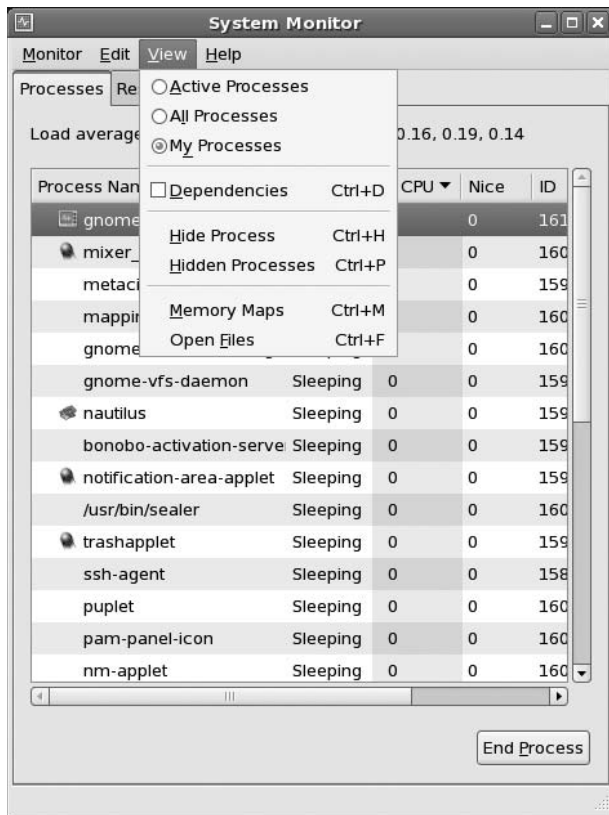 System Monitor
Monitor Edit View Help
Processes Re
Active Processes
All Processes
My Processes
Dependencies Ctrl+D
Hide Process Ctrl+H
Hidden Processes Ctrl+P
Memory Maps Ctrl+M
Open Files Ctrl+F
Load average 0.16, 0.19, 0.14
Process Nan CPU Nice ID
gnome 0 161
mixer_ 0 160
metaci 0 159
mappin 0 160
gnome 0 160
gnome-vfs-daemon Sleeping 0 0 159
nautilus Sleeping 0 0 159
bonobo-activation-server Sleeping 0 0 159
notification-area-applet Sleeping 0 0 159
/usr/bin/sealer Sleeping 0 0 160
trashapplet Sleeping 0 0 159
ssh-agent Sleeping 0 0 158
puplet Sleeping 0 0 160
pam-panel-icon Sleeping 0 0 160
nm-applet Sleeping 0 0 160
End Process